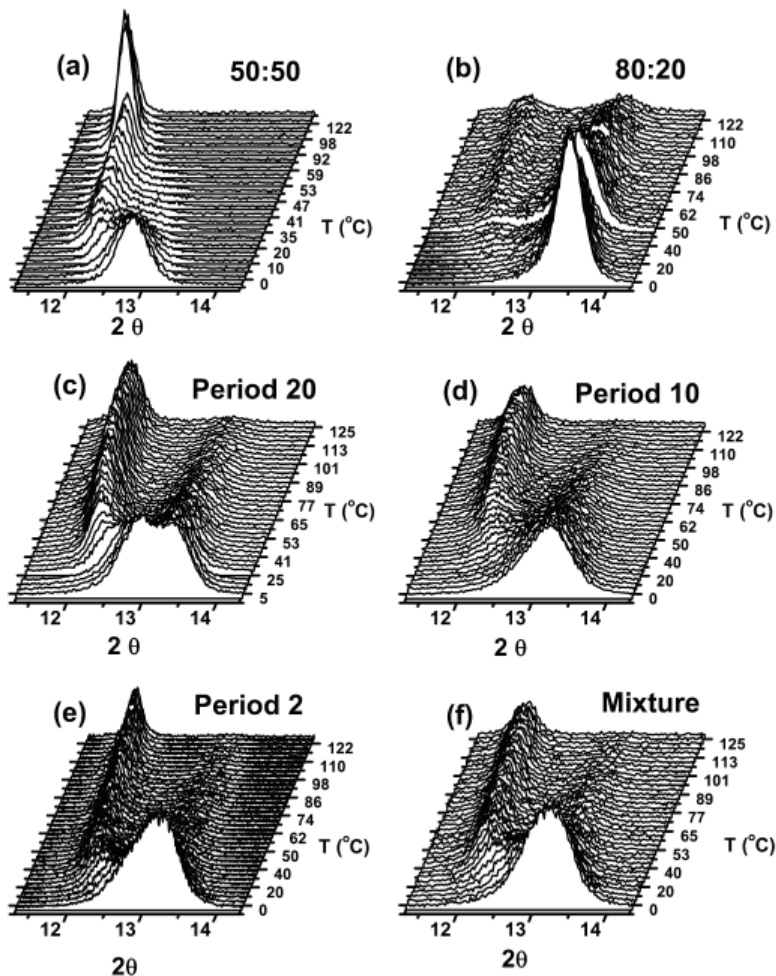 (a)
50:50
122
98
92
59
53
47
41
35
20
10
0
T (°C)
12 13 14
2 θ
(b)
80:20
122
110
98
86
74
62
50
40
20
0
T (°C)
12 13 14
2 θ
(c)
Period 20
125
113
101
89
77
65
53
41
25
5
T (°C)
12 13 14
2 θ
(d)
Period 10
122
110
98
86
74
62
50
40
20
0
T (°C)
12 13 14
2 θ
(e)
Period 2
122
110
98
86
74
62
50
40
20
0
T (°C)
12 13 14
2θ
(f)
Mixture
125
113
101
89
77
65
53
40
20
0
T (°C)
12 13 14
2θ